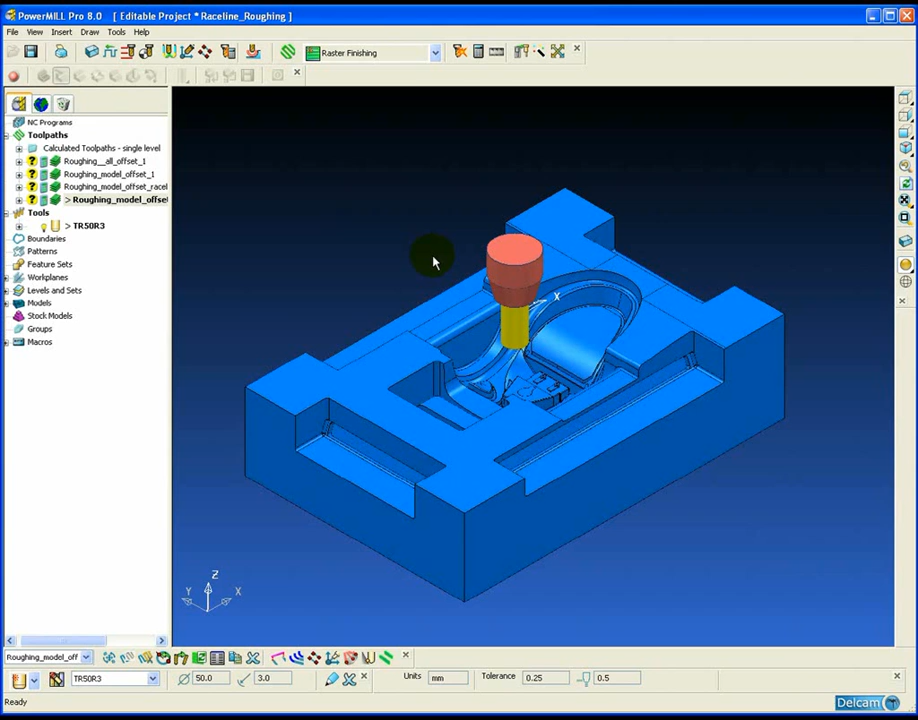 PowerMILL Pro 8.0 [ Editable Project * Raceline_Roughing ]
File View Insert Draw Tools Help
Raster Finishing
NC Programs
Toolpaths
Calculated Toolpaths - single level
Roughing__all_offset_1
Roughing_model_offset_1
Roughing_model_offset_racel
> Roughing_model_offset
Tools
> TR50R3
Boundaries
Patterns
Feature Sets
Workplanes
Levels and Sets
Models
Stock Models
Groups
Macros
X
Z
Y X
Roughing_model_off
TR50R3 50.0 3.0 Units mm Tolerance 0.25 0.5
Ready
Delcam